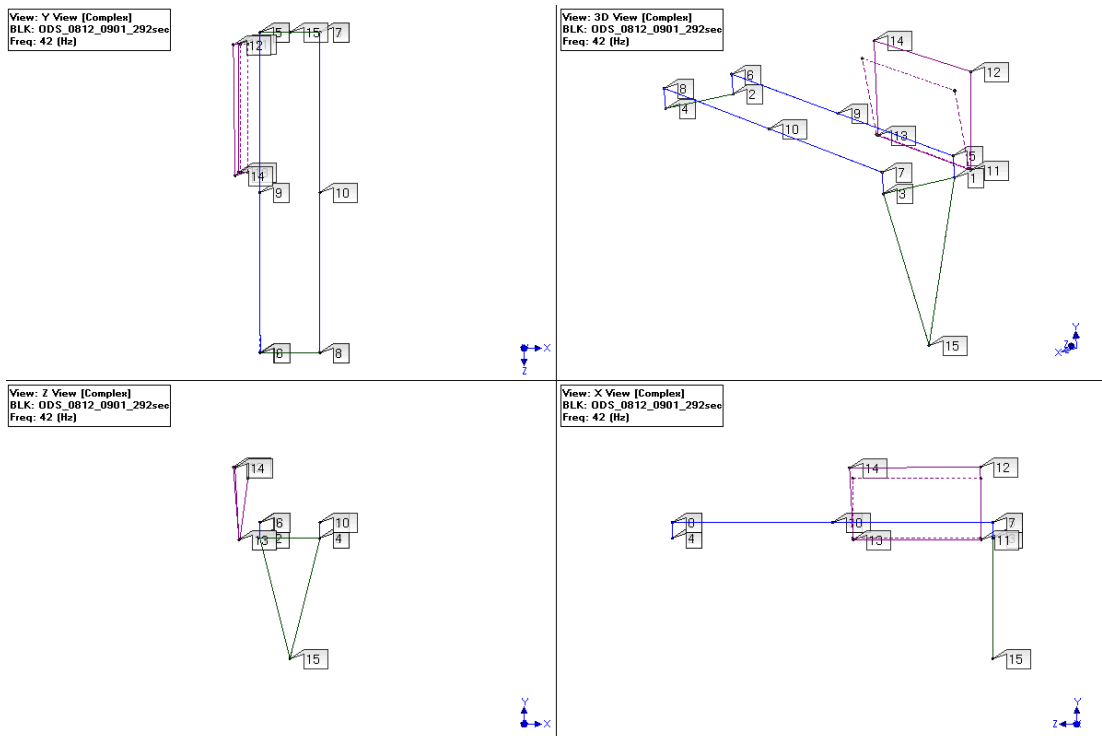 View: Y View [Complex]
BLK: ODS_0812_0901_292sec
Freq: 42 (Hz)
12
5
15
7
14
9
10
8
X
Z
View: 3D View [Complex]
BLK: ODS_0812_0901_292sec
Freq: 42 (Hz)
14
12
6
8
2
4
9
10
13
5
11
1
7
3
15
Y
Z
X
View: Z View [Complex]
BLK: ODS_0812_0901_292sec
Freq: 42 (Hz)
14
6
10
13
2
4
15
Y
X
View: X View [Complex]
BLK: ODS_0812_0901_292sec
Freq: 42 (Hz)
14
12
10
7
4
13
11
15
Y
Z